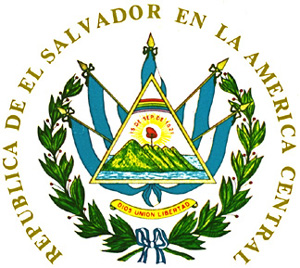 REPUBLICA DE EL SALVADOR EN LA AMERICA CENTRAL
15 DE SEP. DE 1821
DIOS UNION LIBERTAD